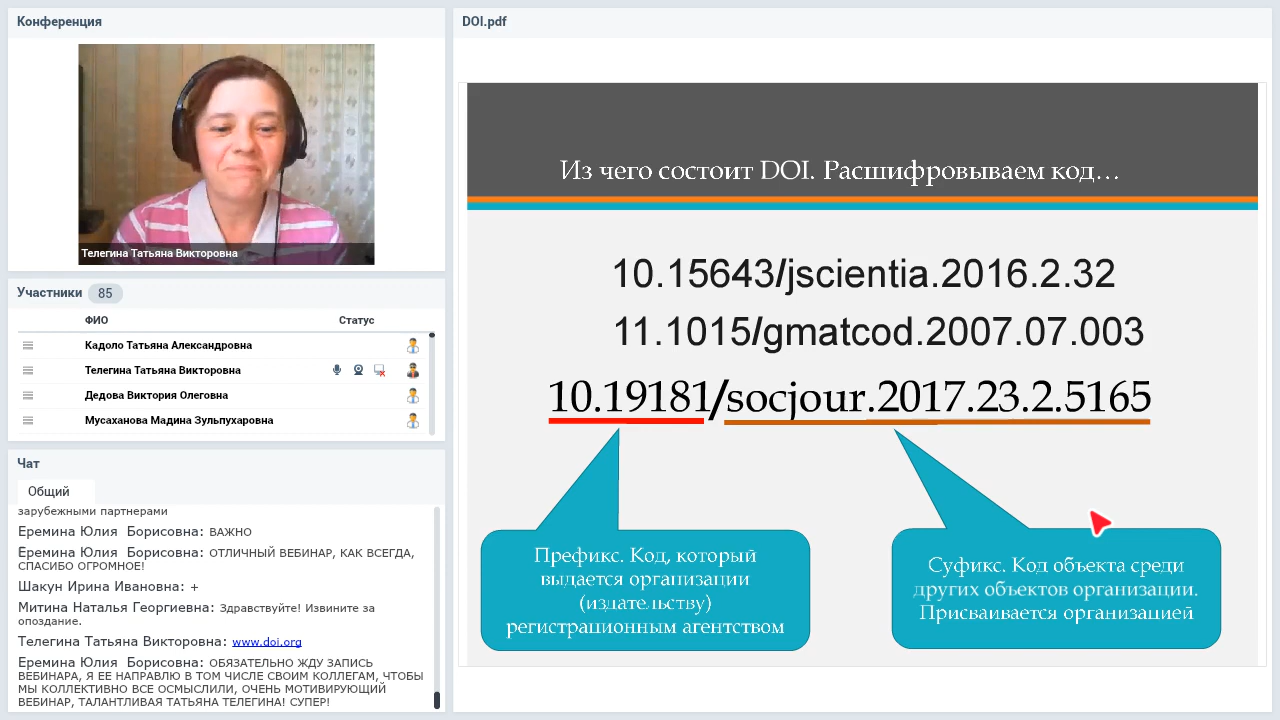 Конференция
Телегина Татьяна Викторовна
Участники 85
ФИО Статус
Кадоло Татьяна Александровна
Телегина Татьяна Викторовна
Дедова Виктория Олеговна
Мусаханова Мадина Зульпухаровна
Чат
Общий
зарубежными партнерами
Еремина Юлия Борисовна: ВАЖНО
Еремина Юлия Борисовна: ОТЛИЧНЫЙ ВЕБИНАР, КАК ВСЕГДА,
СПАСИБО ОГРОМНОЕ!
Шакун Ирина Ивановна: +
Митина Наталья Георгиевна: Здравствуйте! Извините за
опоздание.
Телегина Татьяна Викторовна: www.doi.org
Еремина Юлия Борисовна: ОБЯЗАТЕЛЬНО ЖДУ ЗАПИСЬ
ВЕБИНАРА, Я ЕЕ НАПРАВЛЮ В ТОМ ЧИСЛЕ СВОИМ КОЛЛЕГАМ, ЧТОБЫ
МЫ КОЛЛЕКТИВНО ВСЕ ОСМЫСЛИЛИ, ОЧЕНЬ МОТИВИРУЮЩИЙ
ВЕБИНАР, ТАЛАНТЛИВАЯ ТАТЬЯНА ТЕЛЕГИНА! СУПЕР!
DOI.pdf
Из чего состоит DOI. Расшифровываем код...
10.15643/jscientia.2016.2.32
11.1015/gmatcod.2007.07.003
10.19181/socjour.2017.23.2.5165
Префикс. Код, который
выдается организации
(издательству)
регистрационным агентством
Суфикс. Код объекта среди
других объектов организации.
Присваивается организацией